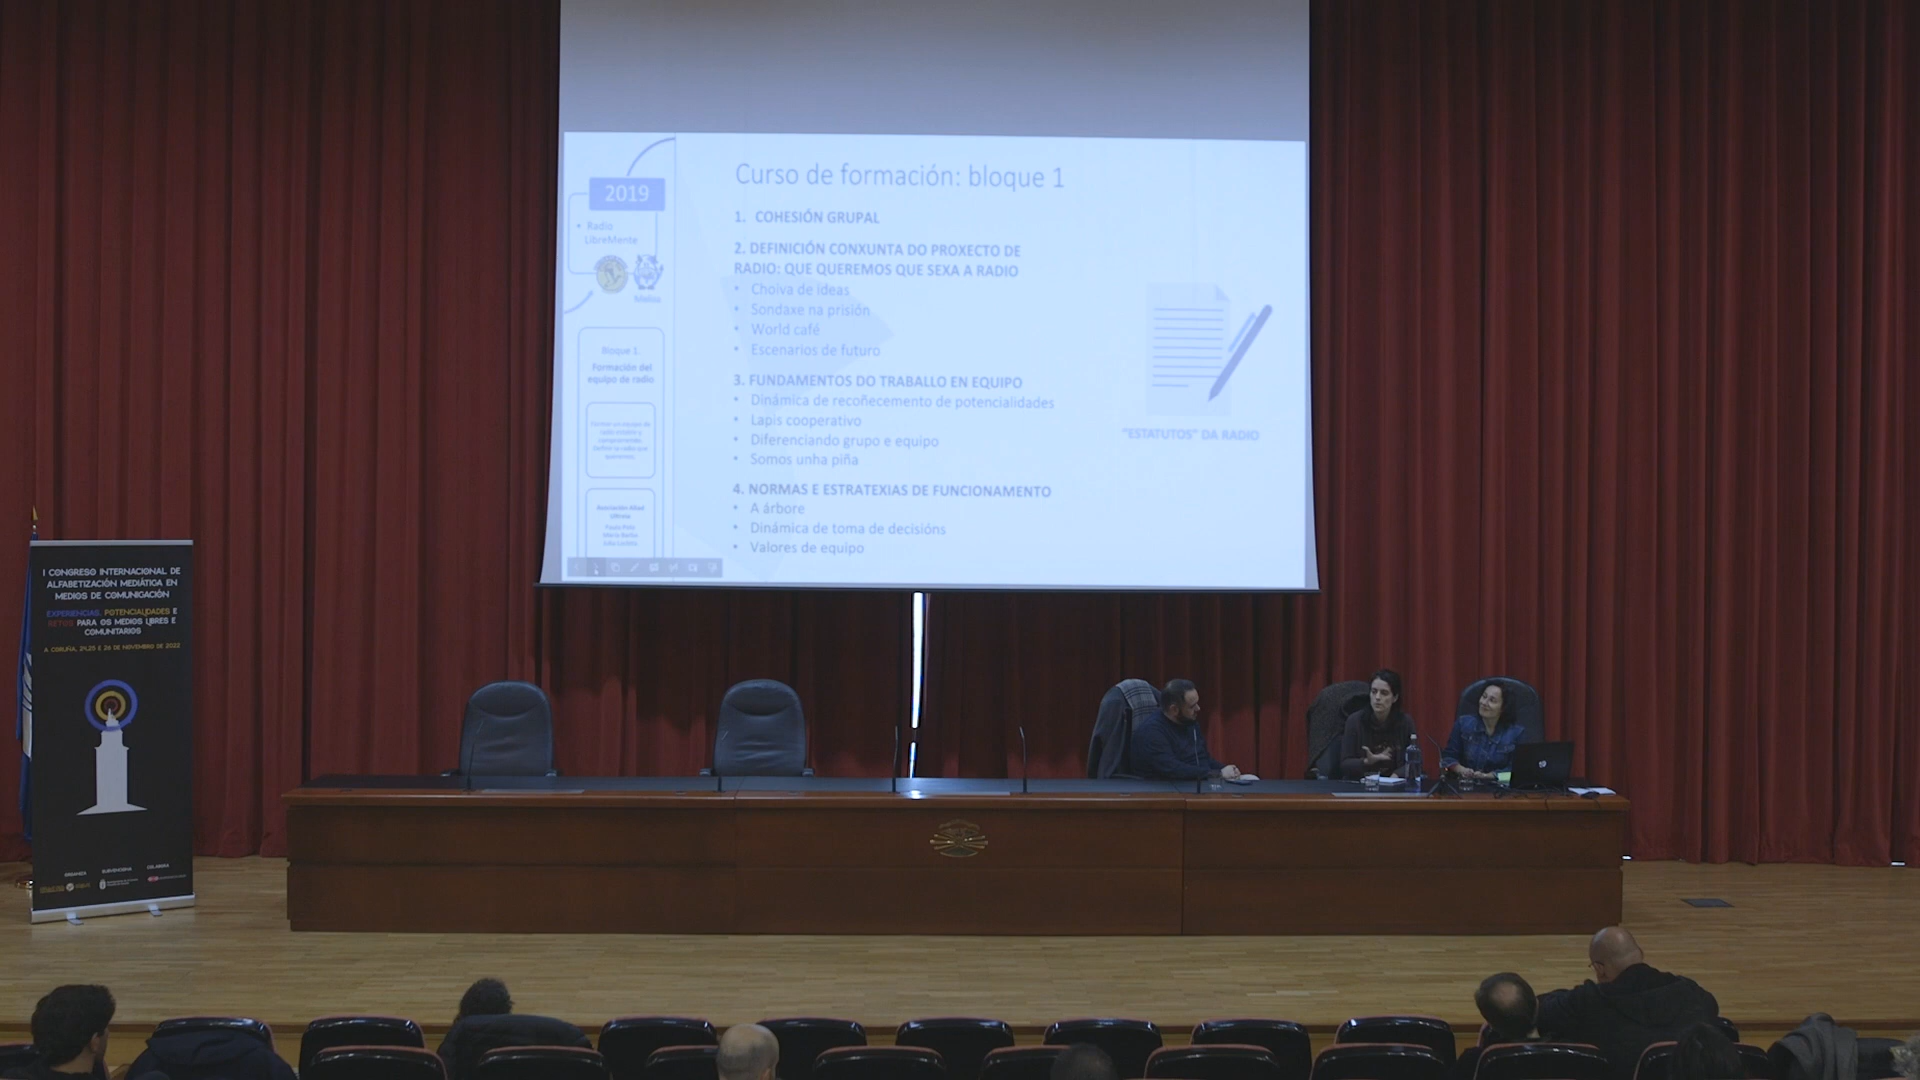 Curso de formación: bloque 1
1. COHESIÓN GRUPAL
2. DEFINICIÓN CONXUNTA DO PROXECTO DE
RADIO: QUE QUEREMOS QUE SEXA A RADIO
• Choiva de ideas
• Sondaxe na prisión
• World café
• Escenarios de futuro
3. FUNDAMENTOS DO TRABALLO EN EQUIPO
• Dinámica de recoñecemento de potencialidades
• Lapis cooperativo
• Diferenciando grupo e equipo
• Somos unha piña
4. NORMAS E ESTRATEXIAS DE FUNCIONAMENTO
• A árbore
• Dinámica de toma de decisións
• Valores de equipo
"ESTATUTOS" DA RADIO
2019
• Radio
LibreMente
Bloque 1.
Formación del
equipo de radio
I CONGRESO INTERNACIONAL DE
ALFABETIZACIÓN MEDIÁTICA EN
MEDIOS DE COMUNICACIÓN
EXPERIENCIAS, POTENCIALIDADES E
RETOS PARA OS MEDIOS LIBRES E
COMUNITARIOS
A CORUÑA, 24,25 E 26 DE NOVEMBRO DE 2022
ORGANIZA
SUBVENCIONA
COLABORA